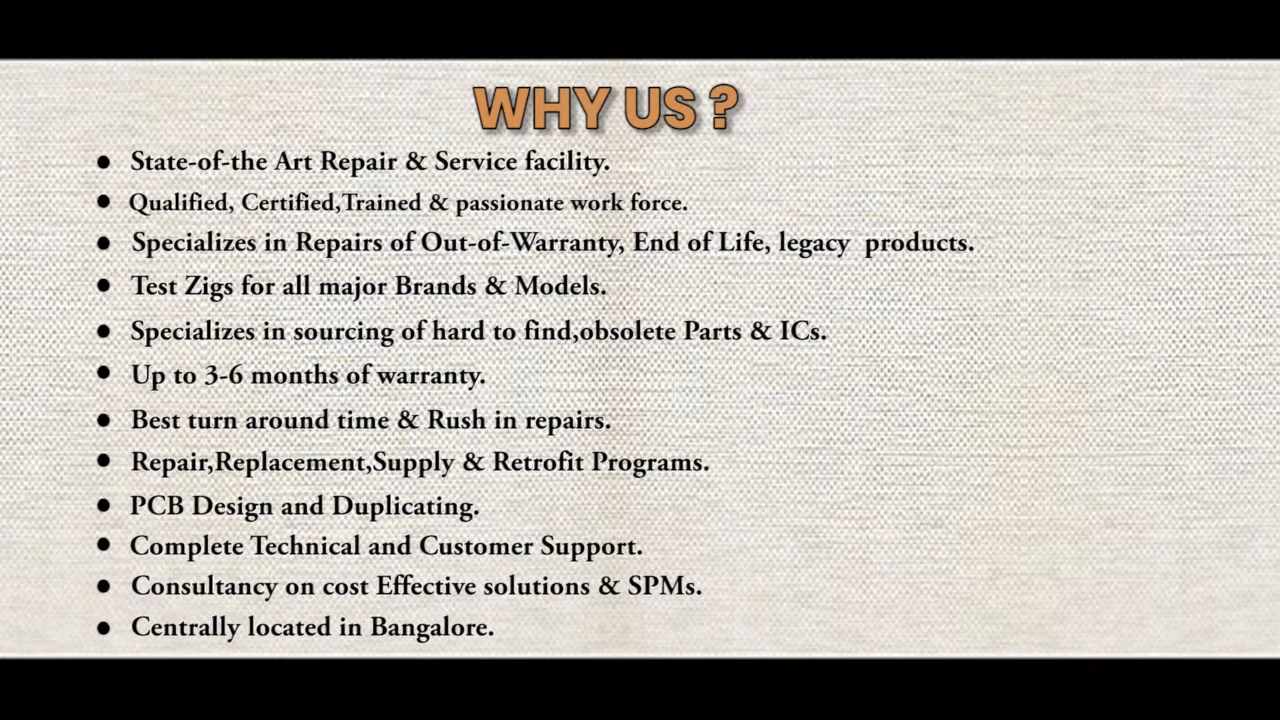 WHY US ?
● State-of-the Art Repair & Service facility.
● Qualified, Certified,Trained & passionate work force.
● Specializes in Repairs of Out-of-Warranty, End of Life, legacy  products.
● Test Zigs for all major Brands & Models.
● Specializes in sourcing of hard to find,obsolete Parts & ICs.
● Up to 3-6 months of warranty.
● Best turn around time & Rush in repairs.
● Repair,Replacement,Supply & Retrofit Programs.
● PCB Design and Duplicating.
● Complete Technical and Customer Support.
● Consultancy on cost Effective solutions & SPMs.
● Centrally located in Bangalore.